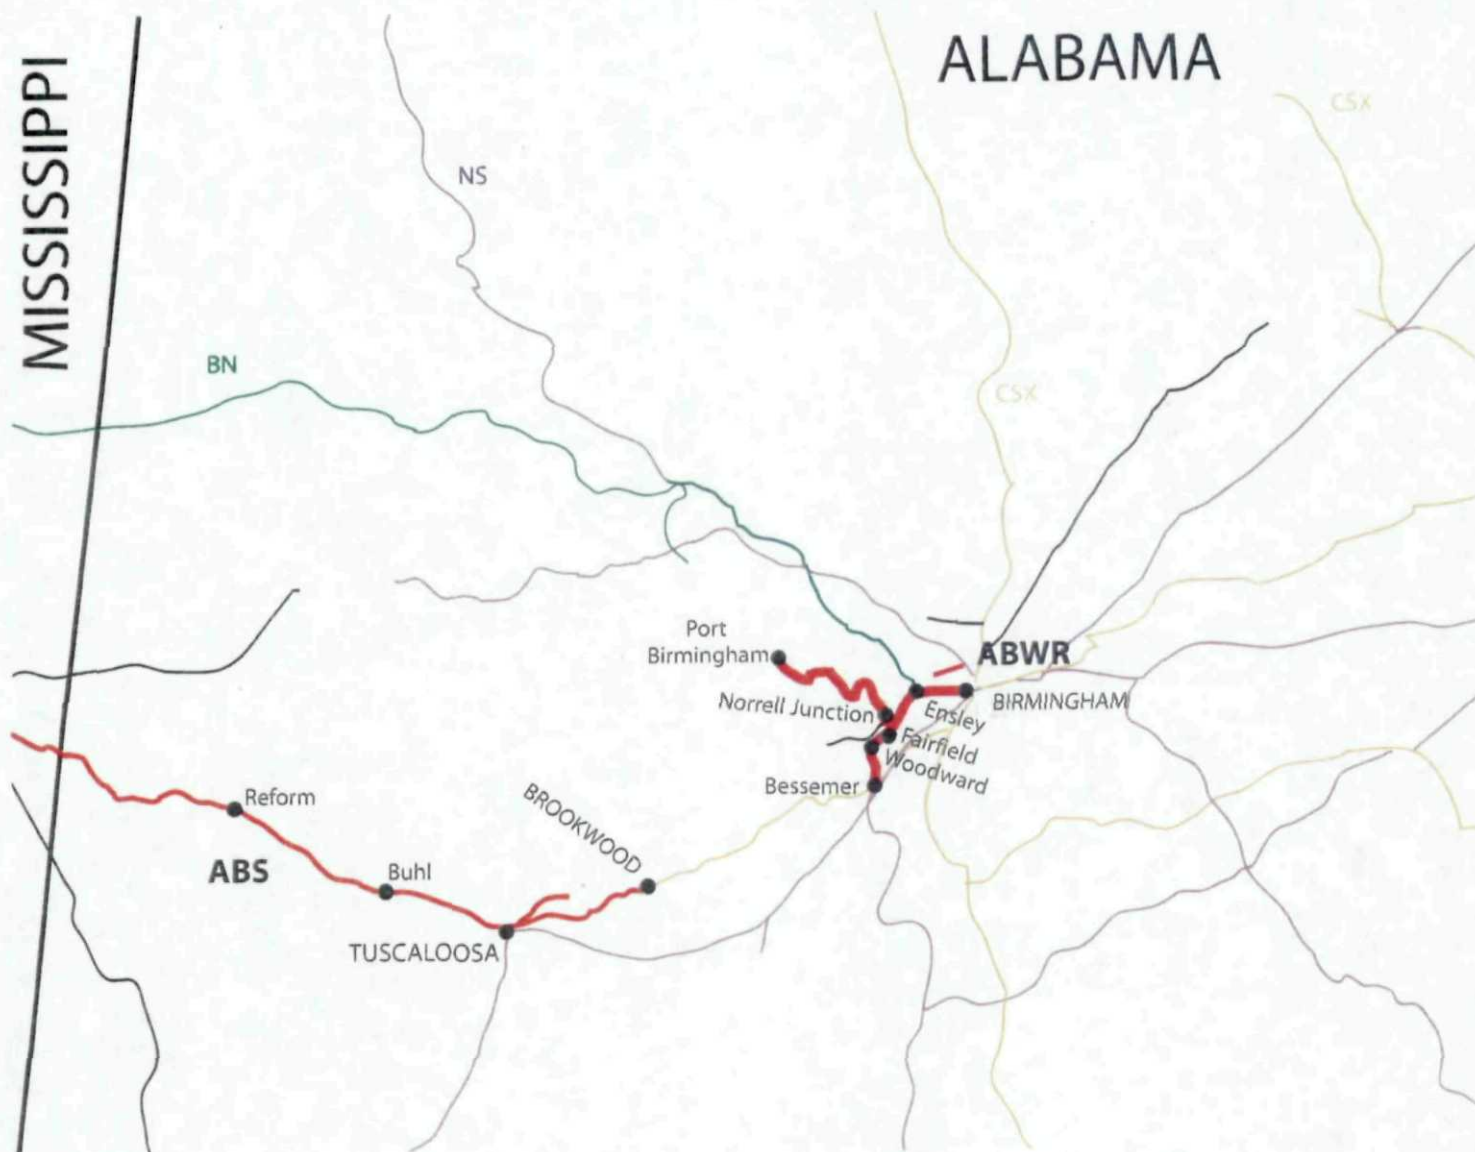 MISSISSIPPI
ALABAMA
CSX
NS
BN
CSX
Port
Birmingham
ABWR
Norrell Junction
Ensley
BIRMINGHAM
Fairfield
Woodward
Bessemer
Reform
BROOKWOOD
ABS
Buhl
TUSCALOOSA